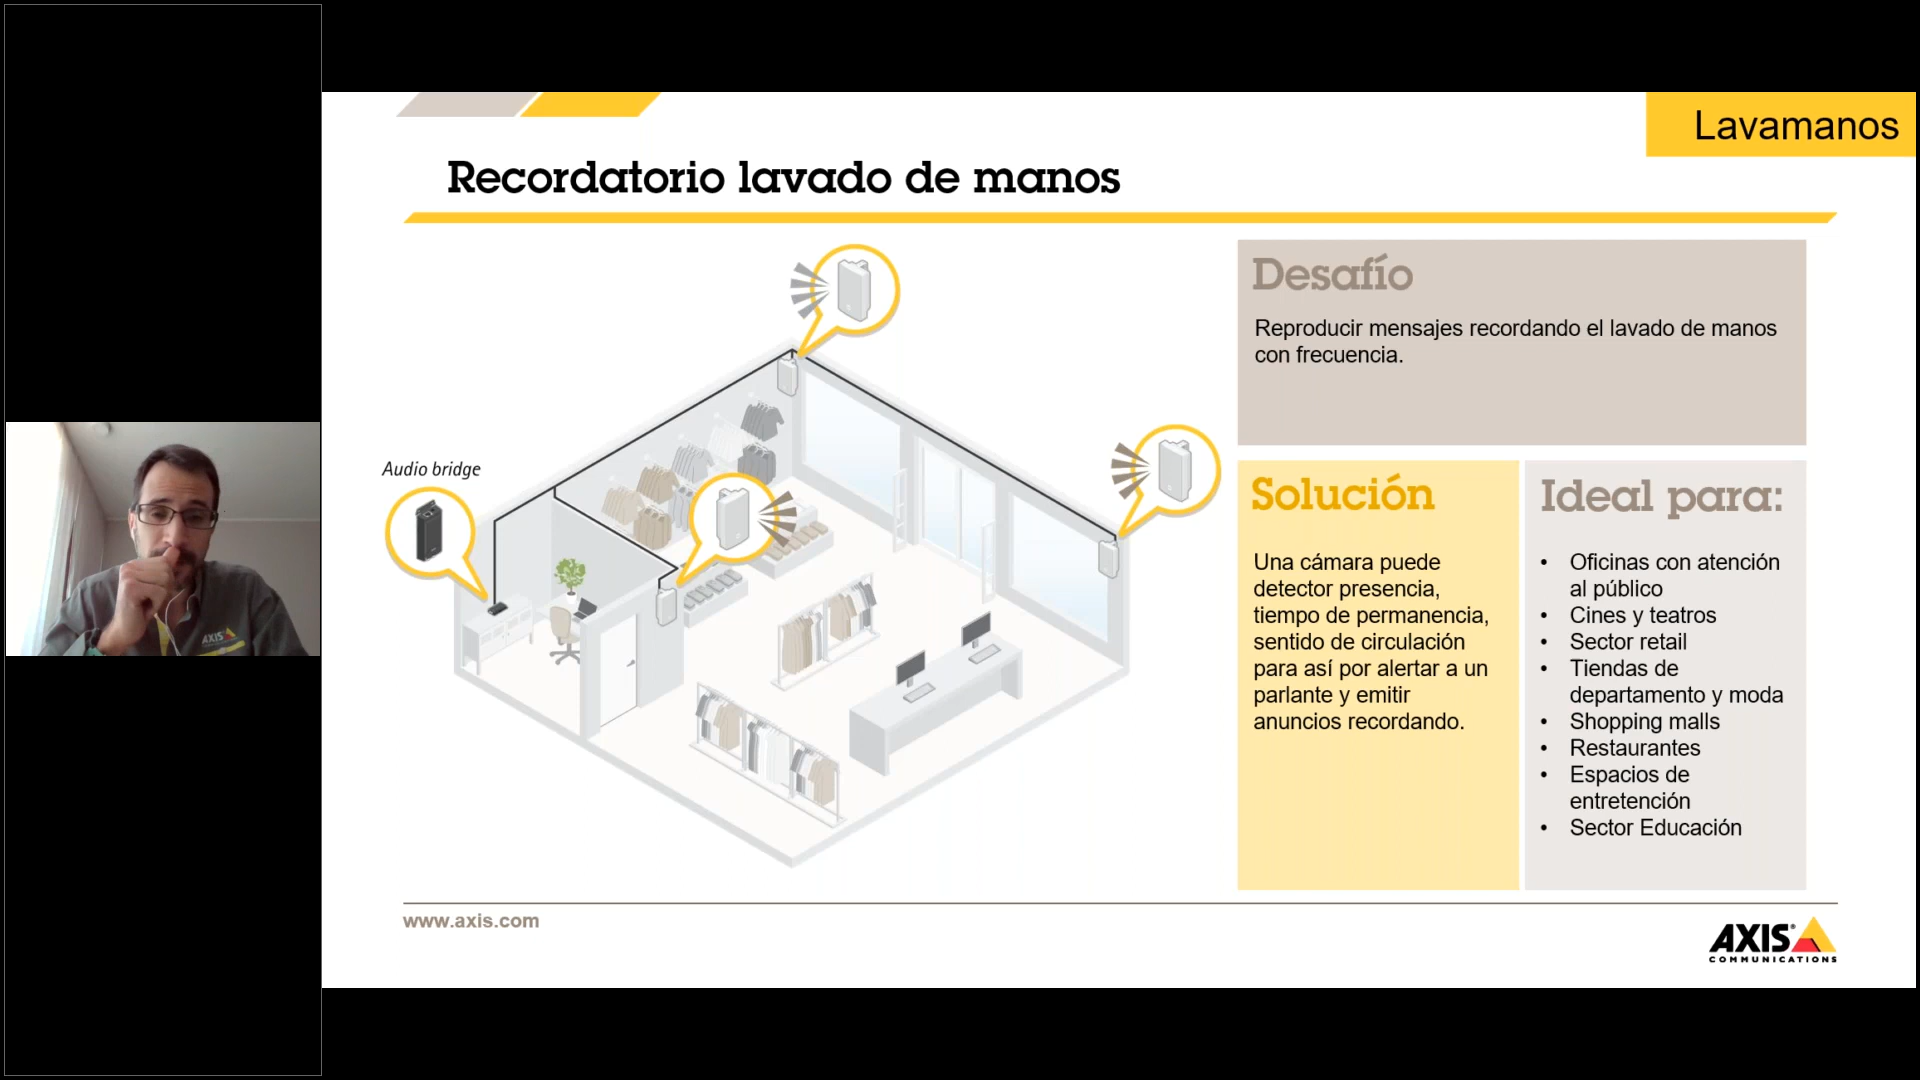 Lavamanos
Recordatorio lavado de manos
Audio bridge
AXIS
Desafío
Reproducir mensajes recordando el lavado de manos
con frecuencia.
Solución
Una cámara puede
detector presencia,
tiempo de permanencia,
sentido de circulación
para así por alertar a un
parlante y emitir
anuncios recordando.
Ideal para:
• Oficinas con atención
al público
• Cines y teatros
• Sector retail
• Tiendas de
departamento y moda
• Shopping malls
• Restaurantes
• Espacios de
entretención
• Sector Educación
www.axis.com
AXIS
COMMUNICATIONS